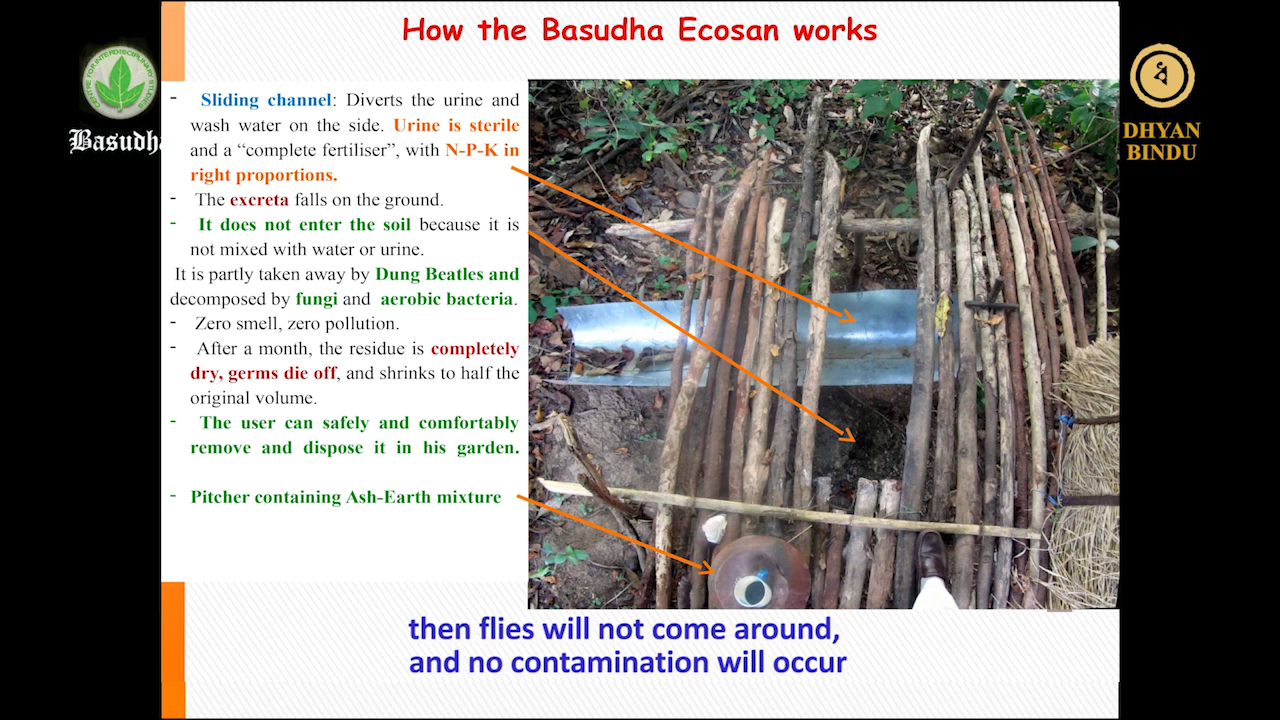 How the Basudha Ecosan works
CENTRE FOR INTERDISCIPLINARY STUDIES
Basudha
DHYAN
BINDU
- Sliding channel: Diverts the urine and
wash water on the side. Urine is sterile
and a “complete fertiliser”, with N-P-K in
right proportions.
- The excreta falls on the ground.
- It does not enter the soil because it is
not mixed with water or urine.
It is partly taken away by Dung Beatles and
decomposed by fungi and aerobic bacteria.
- Zero smell, zero pollution.
- After a month, the residue is completely
dry, germs die off, and shrinks to half the
original volume.
- The user can safely and comfortably
remove and dispose it in his garden.
- Pitcher containing Ash-Earth mixture
then flies will not come around,
and no contamination will occur